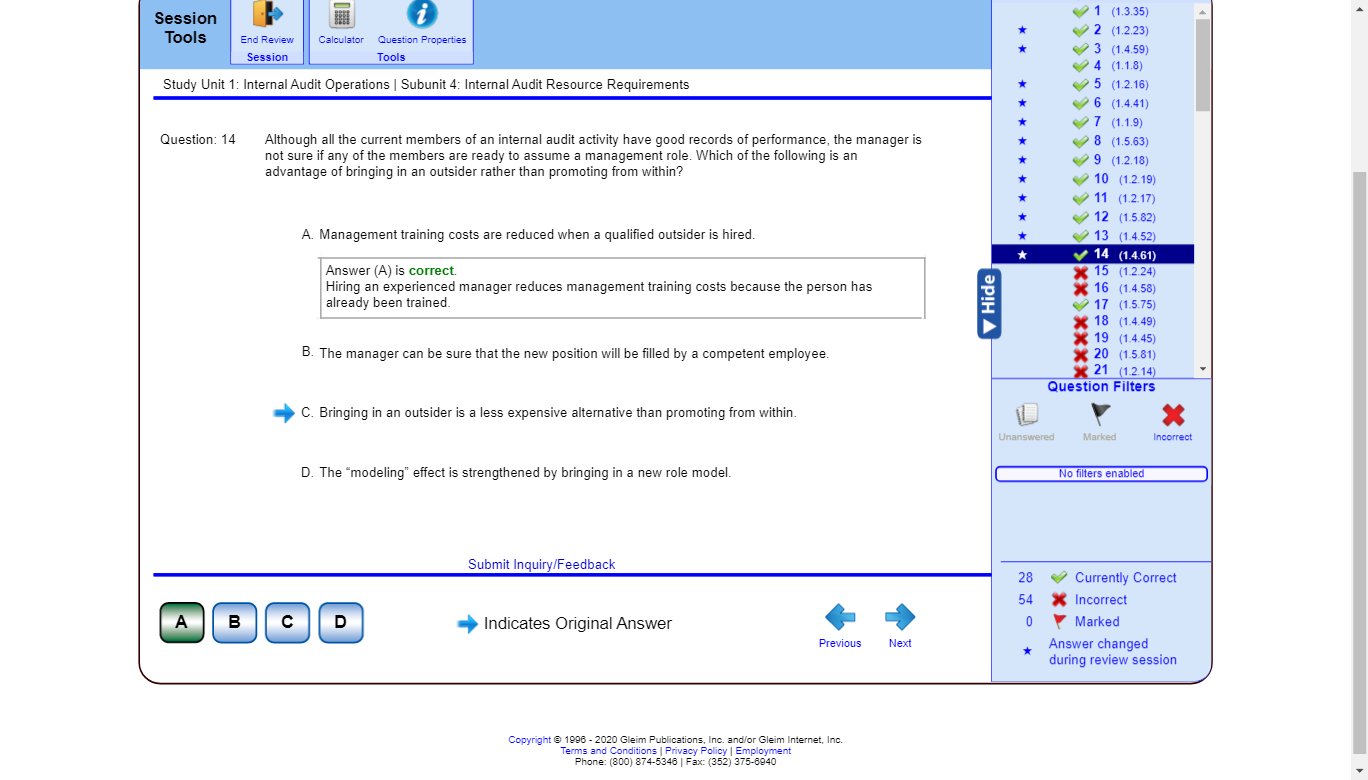 Session
Tools
End Review
Session
Calculator
Question Properties
Tools
Study Unit 1: Internal Audit Operations | Subunit 4: Internal Audit Resource Requirements
Question: 14
Although all the current members of an internal audit activity have good records of performance, the manager is
not sure if any of the members are ready to assume a management role. Which of the following is an
advantage of bringing in an outsider rather than promoting from within?
A. Management training costs are reduced when a qualified outsider is hired.
Answer (A) is correct.
Hiring an experienced manager reduces management training costs because the person has
already been trained.
B. The manager can be sure that the new position will be filled by a competent employee.
C. Bringing in an outsider is a less expensive alternative than promoting from within.
D. The “modeling” effect is strengthened by bringing in a new role model.
Submit Inquiry/Feedback
A
B
C
D
Indicates Original Answer
Previous
Next
1 (1.3.35)
2 (1.2.23)
3 (1.4.59)
4 (1.1.8)
5 (1.2.16)
6 (1.4.41)
7 (1.1.9)
8 (1.5.63)
9 (1.2.18)
10 (1.2.19)
11 (1.2.17)
12 (1.5.82)
13 (1.4.52)
14 (1.4.61)
15 (1.2.24)
16 (1.4.58)
17 (1.5.75)
18 (1.4.49)
19 (1.4.45)
20 (1.5.81)
21 (1.2.14)
Hide
Question Filters
Unanswered
Marked
Incorrect
No filters enabled
28 Currently Correct
54 Incorrect
0 Marked
Answer changed
during review session
Copyright © 1996 - 2020 Gleim Publications, Inc. and/or Gleim Internet, Inc.
Terms and Conditions | Privacy Policy | Employment
Phone: (800) 874-5346 | Fax: (352) 375-6940